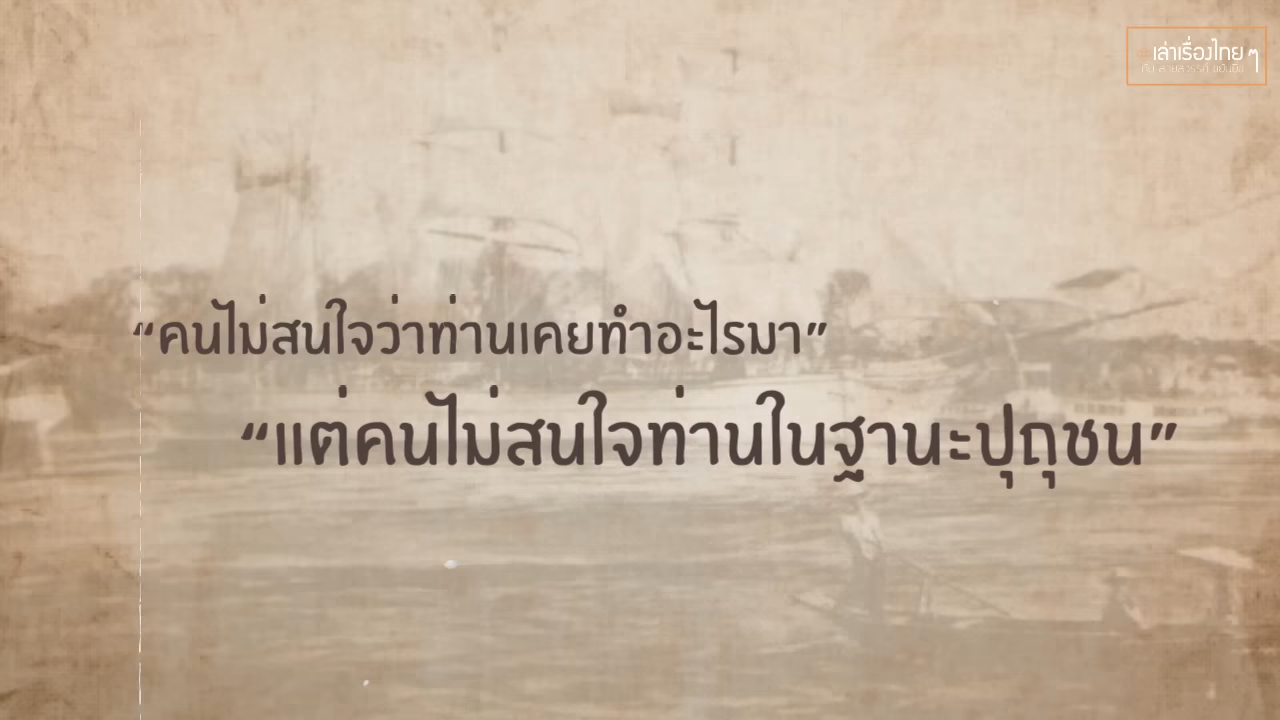 เล่าเรื่องไทย ๆ
“คนไม่สนใจว่าท่านเคยทำอะไรมา”
“แต่คนไม่สนใจท่านในฐานะปุถุชน”